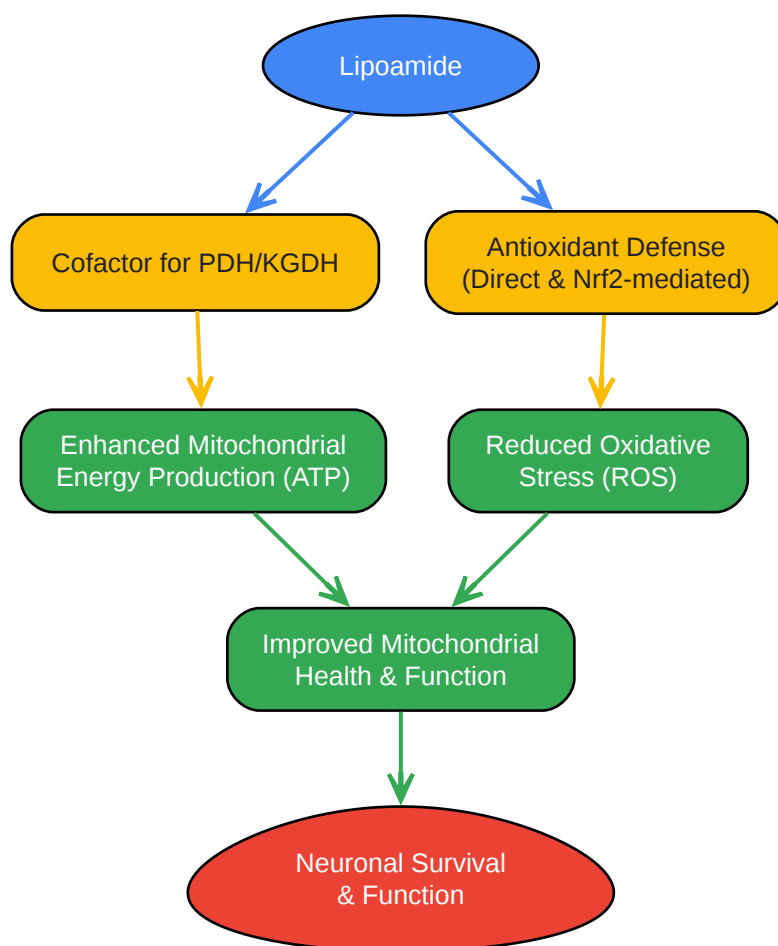 Lipoamide
Cofactor for PDH/KGDH
Antioxidant Defense
(Direct & Nrf2-mediated)
Enhanced Mitochondrial
Energy Production (ATP)
Reduced Oxidative
Stress (ROS)
Improved Mitochondrial
Health & Function
Neuronal Survival
& Function